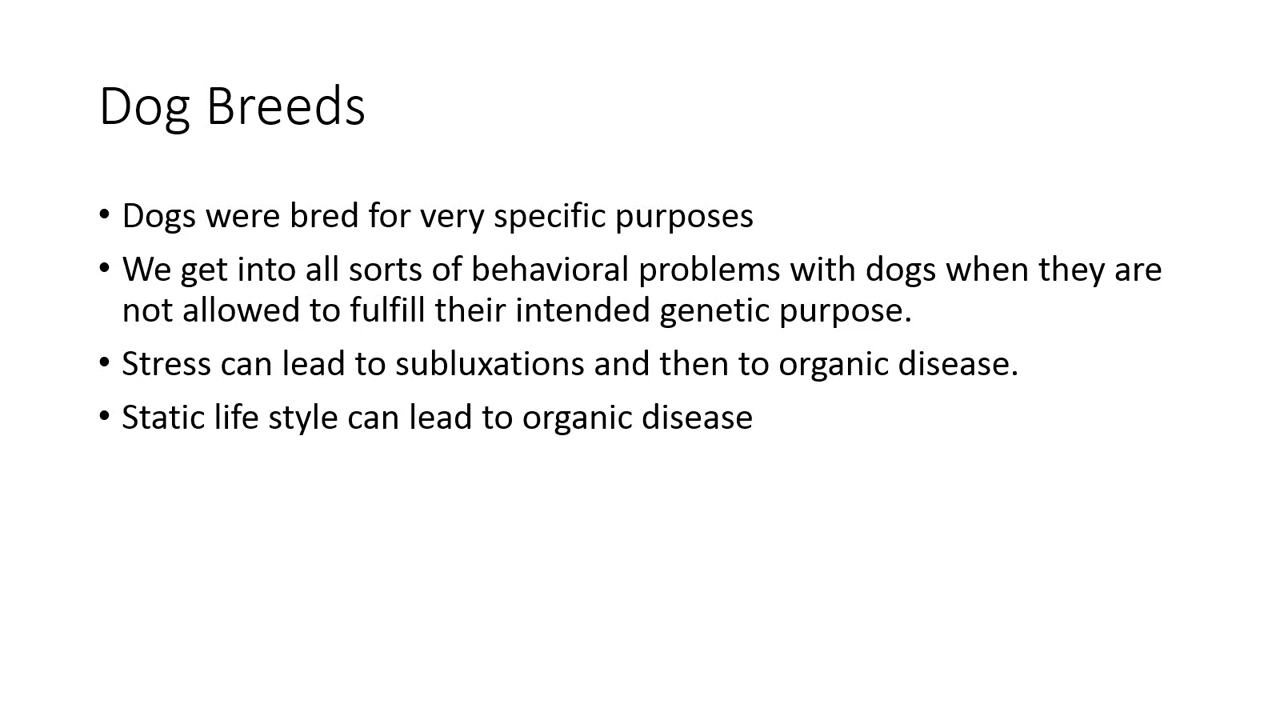 Dog Breeds
• Dogs were bred for very specific purposes
• We get into all sorts of behavioral problems with dogs when they are
not allowed to fulfill their intended genetic purpose.
• Stress can lead to subluxations and then to organic disease.
• Static life style can lead to organic disease